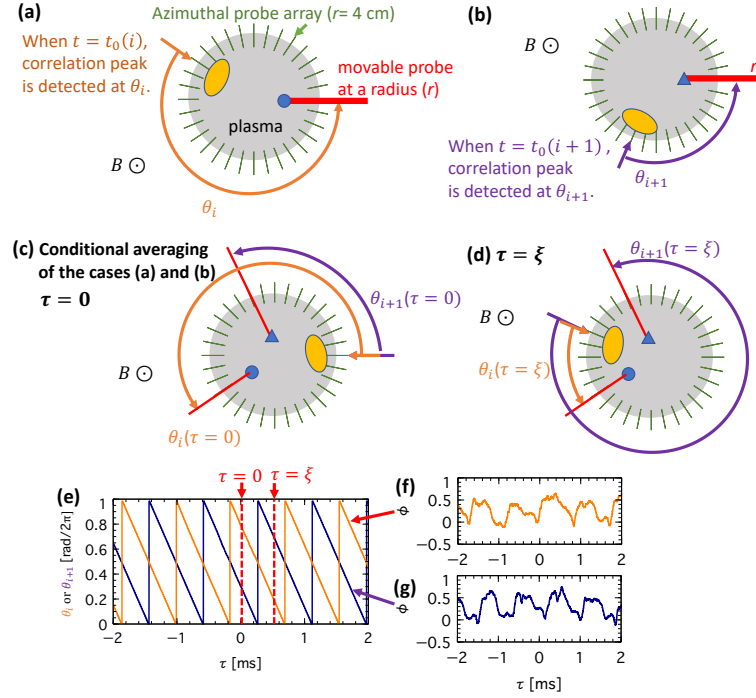 (a)
Azimuthal probe array (r= 4 cm)
When t = t₀(i),
correlation peak
is detected at θᵢ.
movable probe
at a radius (r)
plasma
B ⊙
θᵢ
(b)
B ⊙
r
When t = t₀(i + 1) ,
correlation peak
is detected at θᵢ₊₁.
θᵢ₊₁
(c) Conditional averaging
of the cases (a) and (b)
τ = 0
θᵢ₊₁(τ = 0)
B ⊙
θᵢ(τ = 0)
(d) τ = ξ
θᵢ₊₁(τ = ξ)
B ⊙
θᵢ(τ = ξ)
(e)
τ = 0 τ = ξ
θᵢ or θᵢ₊₁ [rad/2π]
1
0.8
0.6
0.4
0.2
0
−2 −1 0 1 2
τ [ms]
(f)
ϕ
1
0.5
0
−0.5
−2 −1 0 1 2
(g)
ϕ
1
0.5
0
−0.5
−2 −1 0 1 2
τ [ms]